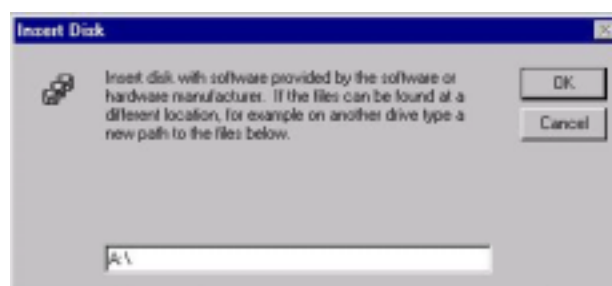 Insert Disk
Insert disk with software provided by the software or
hardware manufacturer. If the files can be found at a
different location, for example on another drive type a
new path to the files below.
OK
Cancel
A:\